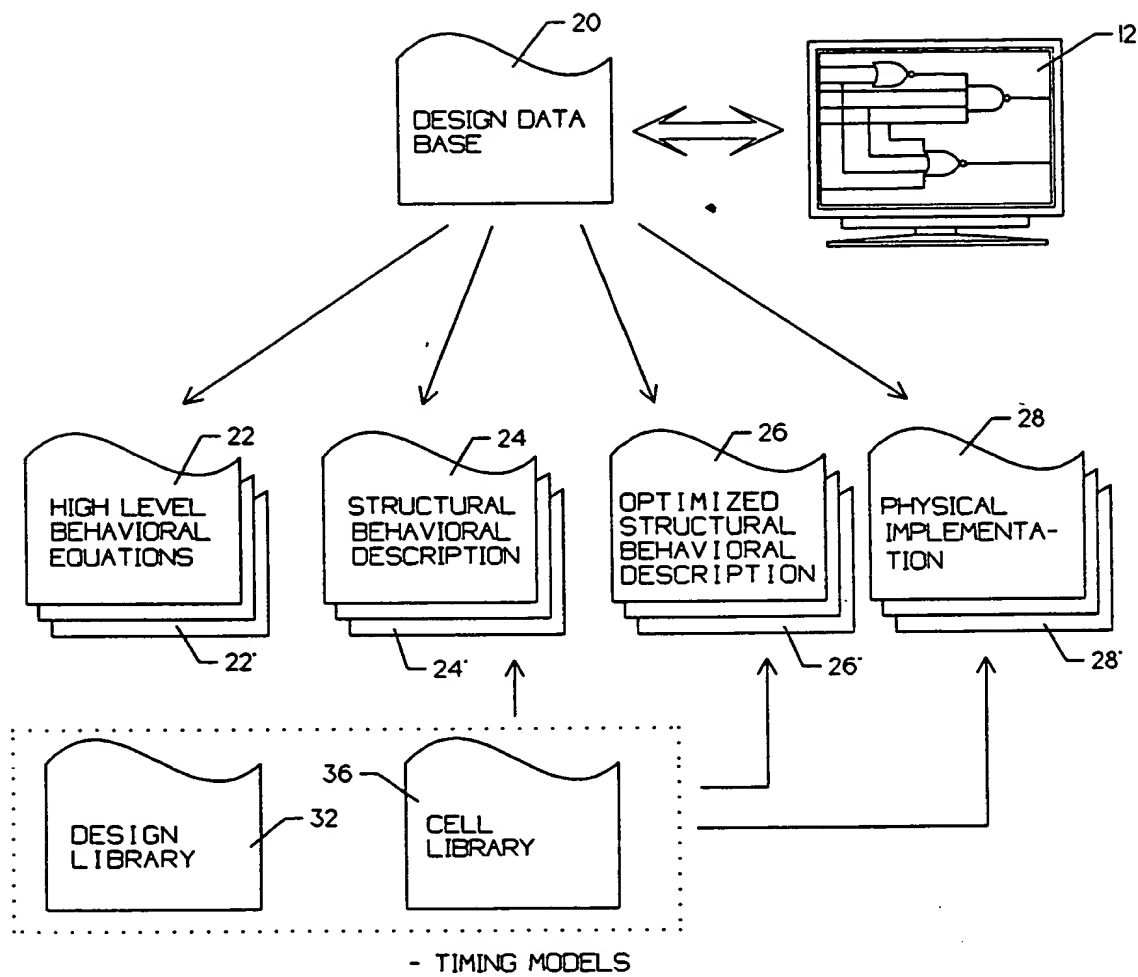 20
12
DESIGN DATA
BASE
22
HIGH LEVEL
BEHAVIORAL
EQUATIONS
22'
24
STRUCTURAL
BEHAVIORAL
DESCRIPTION
24'
26
OPTIMIZED
STRUCTURAL
BEHAVIORAL
DESCRIPTION
26'
28
PHYSICAL
IMPLEMENTA-
TION
28'
DESIGN
LIBRARY
32
36
CELL
LIBRARY
- TIMING MODELS